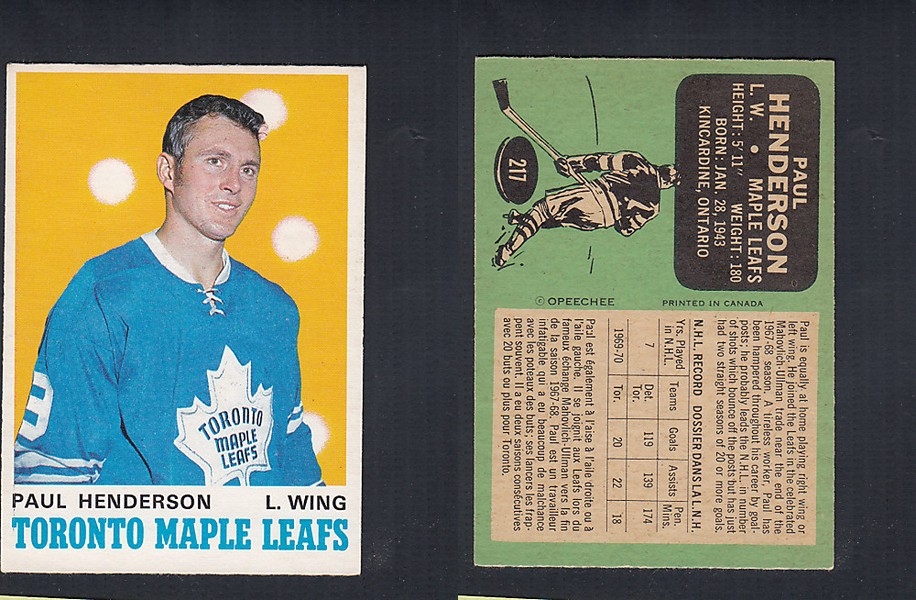 TORONTO
MAPLE
LEAFS
PAUL HENDERSON L. WING
TORONTO MAPLE LEAFS
PAUL
HENDERSON
L. W. • MAPLE LEAFS
HEIGHT: 5' 11" WEIGHT: 180
BORN: JAN. 28, 1943
KINCARDINE, ONTARIO
217
© OPEECHEE PRINTED IN CANADA
Paul is equally at home playing right wing or
left wing. He joined the Leafs in the celebrated
Mahovlich-Ullman trade near the end of the
1967-68 season. A tireless worker, Paul has
been hampered throughout his career by goal-
posts: he probably leads the N.H.L. in number
of shots which bounce off the posts but has just
had two straight seasons of 20 or more goals.
N.H.L. RECORD DOSSIER DANS LA L.N.H.
Yrs. Played in N.H.L. Teams Goals Assists Pen. Mins.
7 Det. Tor. 119 139 174
1969-70 Tor. 20 22 18
Paul est également à l'aise à l'aile droite ou à
l'aile gauche. Il se joignit aux Leafs lors du
fameux échange Mahovlich-Ullman vers la fin
de la saison 1967-68. Paul est un travailleur
infatigable qui a eu beaucoup de malchance
avec les poteaux des buts; ses lancers les frap-
pent souvent. Il a eu deux saisons consécutives
avec 20 buts ou plus pour Toronto.